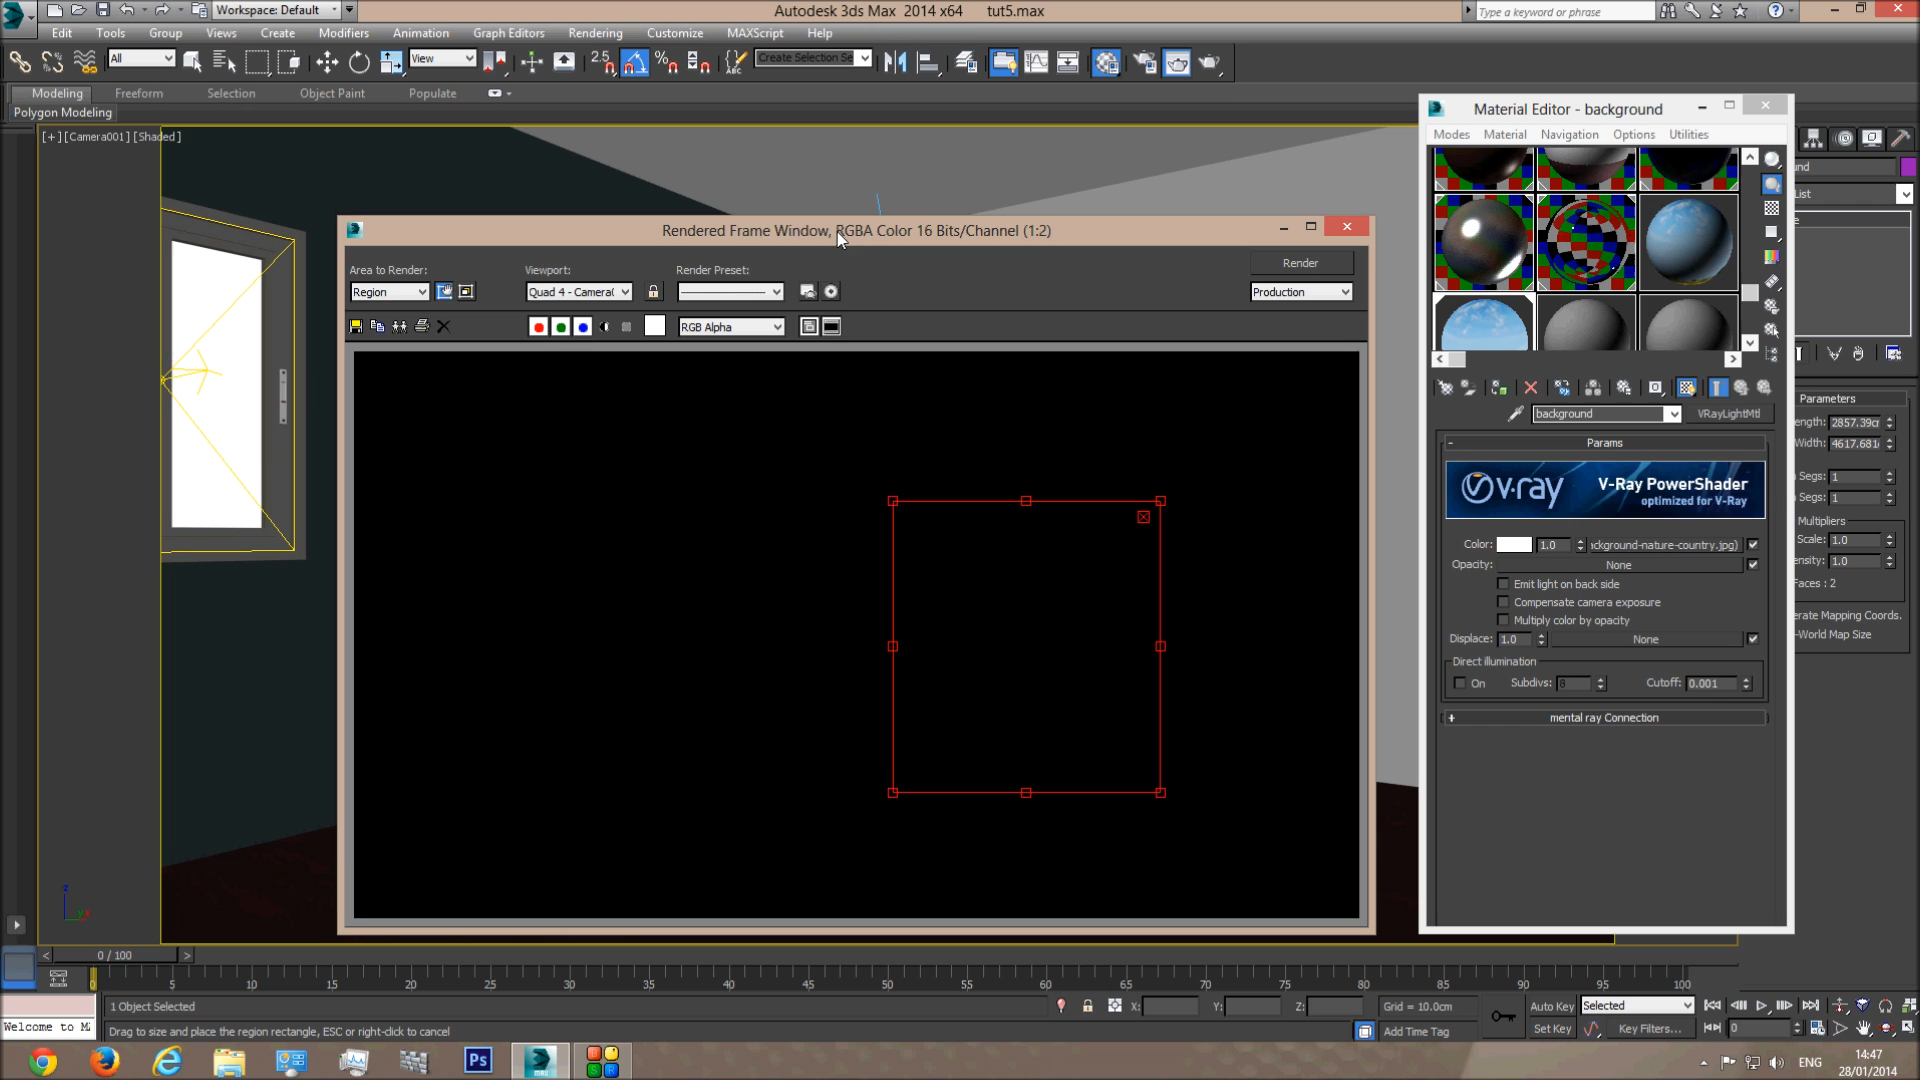 Workspace: Default
Autodesk 3ds Max 2014 x64 tut5.max
Type a keyword or phrase
Edit Tools Group Views Create Modifiers Animation Graph Editors Rendering Customize MAXScript Help
All
View
2.5
Create Selection Se
Modeling Freeform Selection Object Paint Populate
Polygon Modeling
[+][Camera001][Shaded]
Rendered Frame Window, RGBA Color 16 Bits/Channel (1:2)
Area to Render:
Viewport:
Render Preset:
Render
Region
Quad 4 - Camera(
Production
RGB Alpha
Material Editor - background
Modes Material Navigation Options Utilities
background
VRayLightMtl
- Params
v·ray
V-Ray PowerShader
optimized for V-Ray
Color: 1.0 ackground-nature-country.jpg)
Opacity: None
Emit light on back side
Compensate camera exposure
Multiply color by opacity
Displace: 1.0 None
Direct illumination
On Subdivs: 8 Cutoff: 0.001
+ mental ray Connection
und
List
Parameters
ength: 2857.39c
Width: 4617.681
Segs: 1
Segs: 1
Multipliers
Scale: 1.0
ensity: 1.0
Faces : 2
erate Mapping Coords.
-World Map Size
z
< 0 / 100 >
0 5 10 15 20 25 30 35 40 45 50 55 60 65 70 75 80 85 90 95 100
1 Object Selected
X: Y: Z:
Grid = 10.0cm
Auto Key
Selected
Welcome to M
Drag to size and place the region rectangle, ESC or right-click to cancel
Add Time Tag
Set Key
Key Filters...
0
Ps
S R
ENG
14:47
28/01/2014